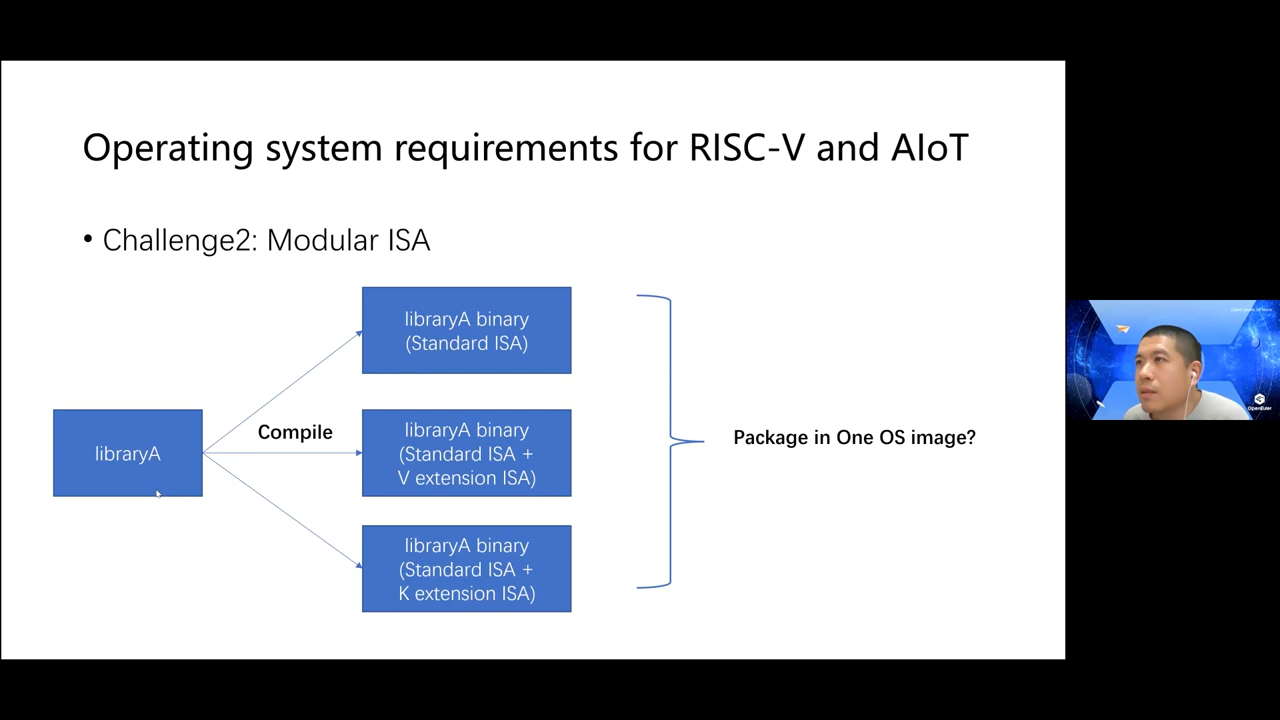 Operating system requirements for RISC-V and AIoT
• Challenge2: Modular ISA
libraryA binary
(Standard ISA)
libraryA
Compile
libraryA binary
(Standard ISA +
V extension ISA)
libraryA binary
(Standard ISA +
K extension ISA)
Package in One OS image?
OpenEuler